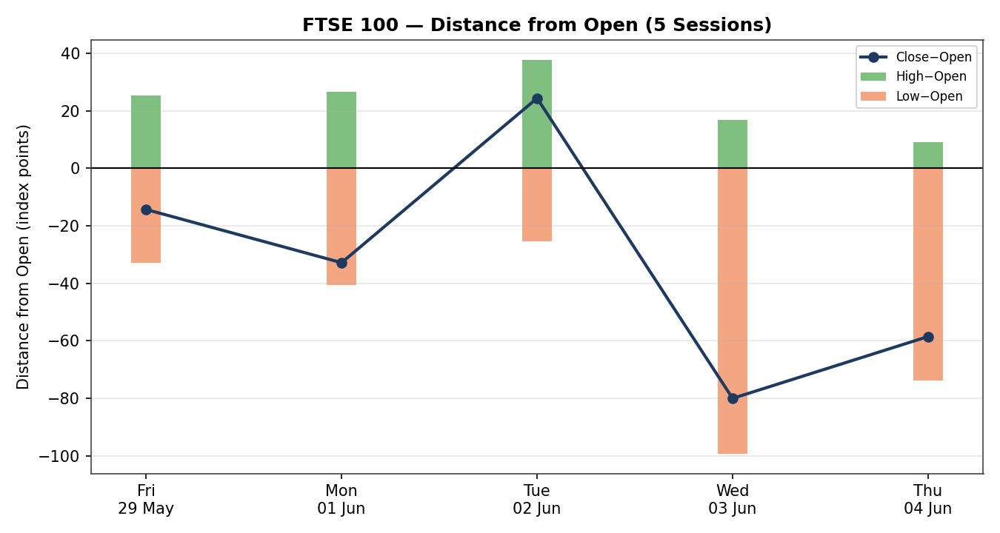 FTSE 100 — Distance from Open (5 Sessions)
Distance from Open (index points)
40
20
0
−20
−40
−60
−80
−100
Close−Open
High−Open
Low−Open
Fri
29 May
Mon
01 Jun
Tue
02 Jun
Wed
03 Jun
Thu
04 Jun